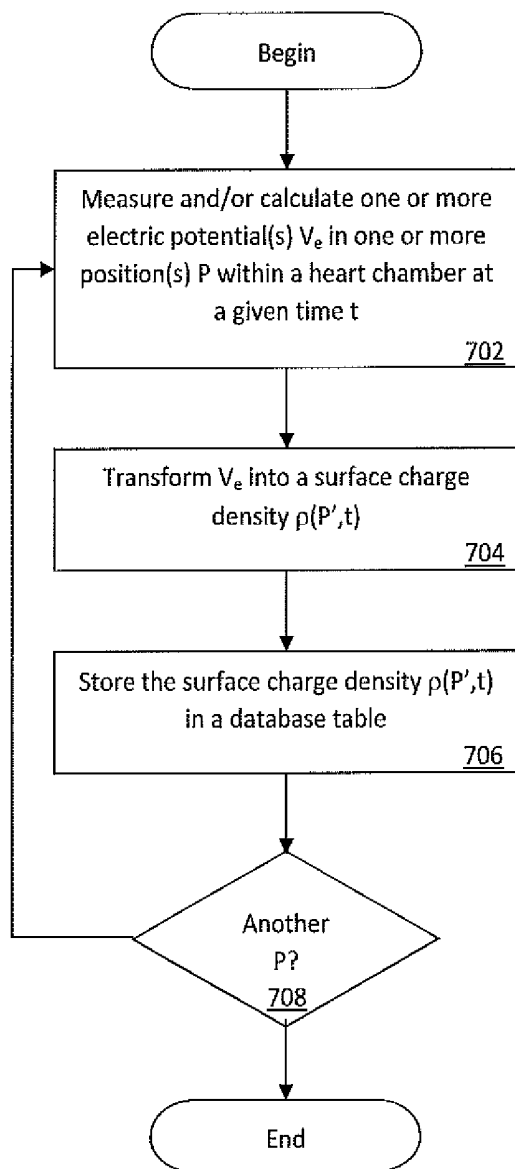 Begin
Measure and/or calculate one or more
electric potential(s) Vₑ in one or more
position(s) P within a heart chamber at
a given time t
702
Transform Vₑ into a surface charge
density ρ(P',t)
704
Store the surface charge density ρ(P',t)
in a database table
706
Another
P?
708
End